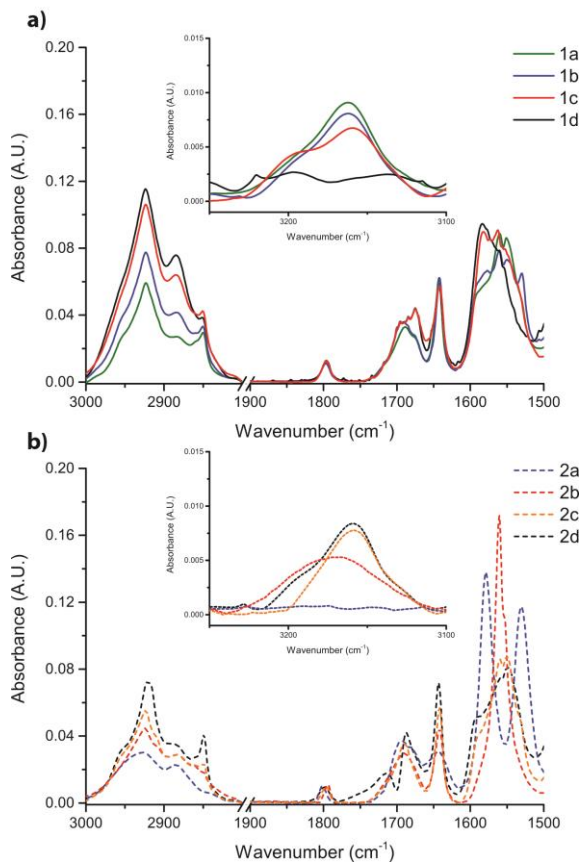 a)
0.20
0.16
0.12
0.08
0.04
0.00
Absorbance (A.U.)
3000 2900 1900 1800 1700 1600 1500
Wavenumber (cm-1)
0.015
0.010
0.005
0.000
Absorbance (A.U.)
3200 3100
Wavenumber (cm-1)
1a
1b
1c
1d
b)
0.20
0.16
0.12
0.08
0.04
0.00
Absorbance (A.U.)
3000 2900 1900 1800 1700 1600 1500
Wavenumber (cm-1)
0.015
0.010
0.005
0.000
Absorbance (A.U.)
3200 3100
Wavenumber (cm-1)
2a
2b
2c
2d